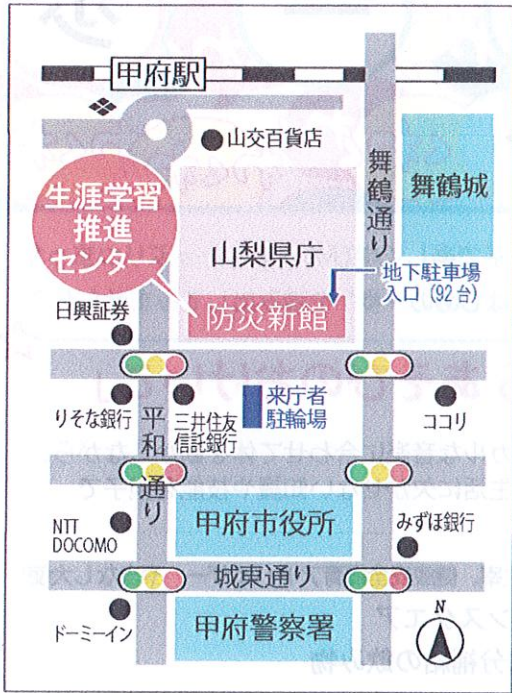 甲府駅
山交百貨店
舞鶴通り
舞鶴城
生涯学習
推進
センター
山梨県庁
地下駐車場
入口(92台)
防災新館
日興証券
りそな銀行
平和通り
三井住友
信託銀行
来庁者
駐輪場
ココリ
NTT
DOCOMO
甲府市役所
みずほ銀行
城東通り
ドーミーイン
甲府警察署
N